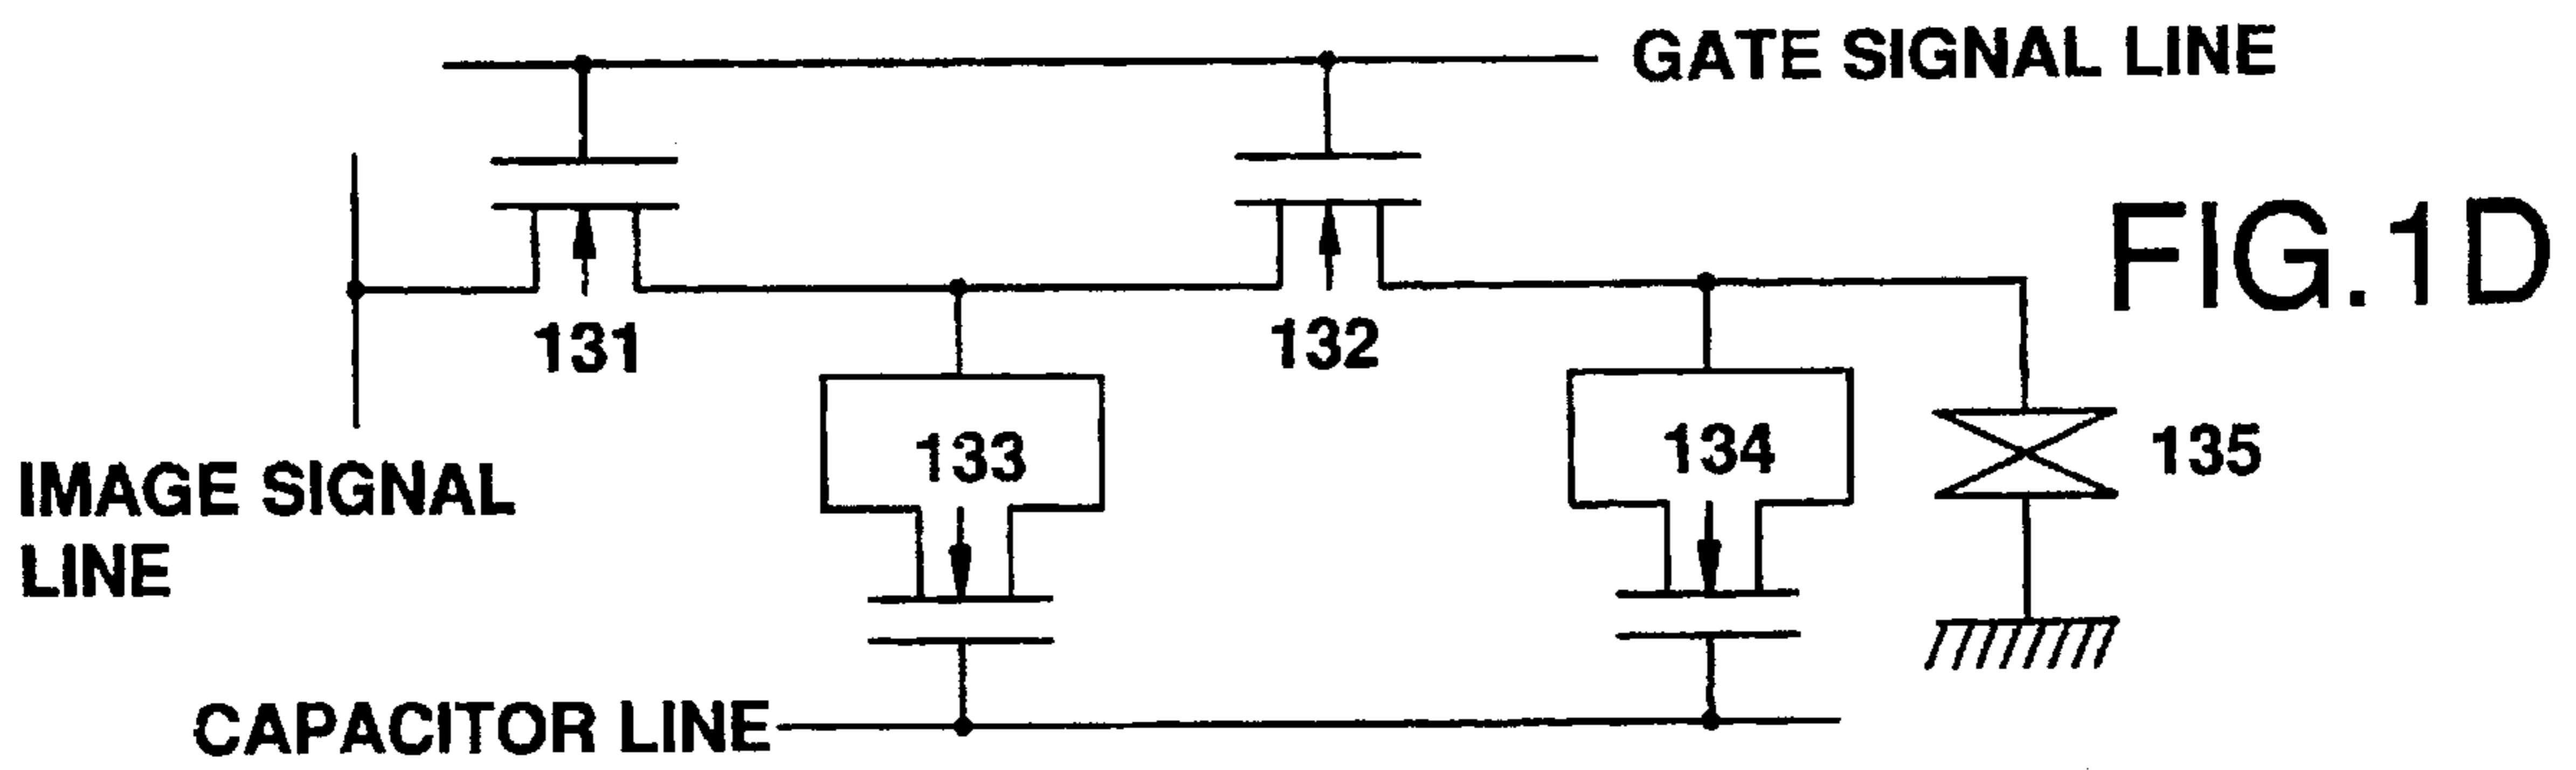 GATE SIGNAL LINE
FIG.1D
131
132
133
134
135
IMAGE SIGNAL
LINE
CAPACITOR LINE